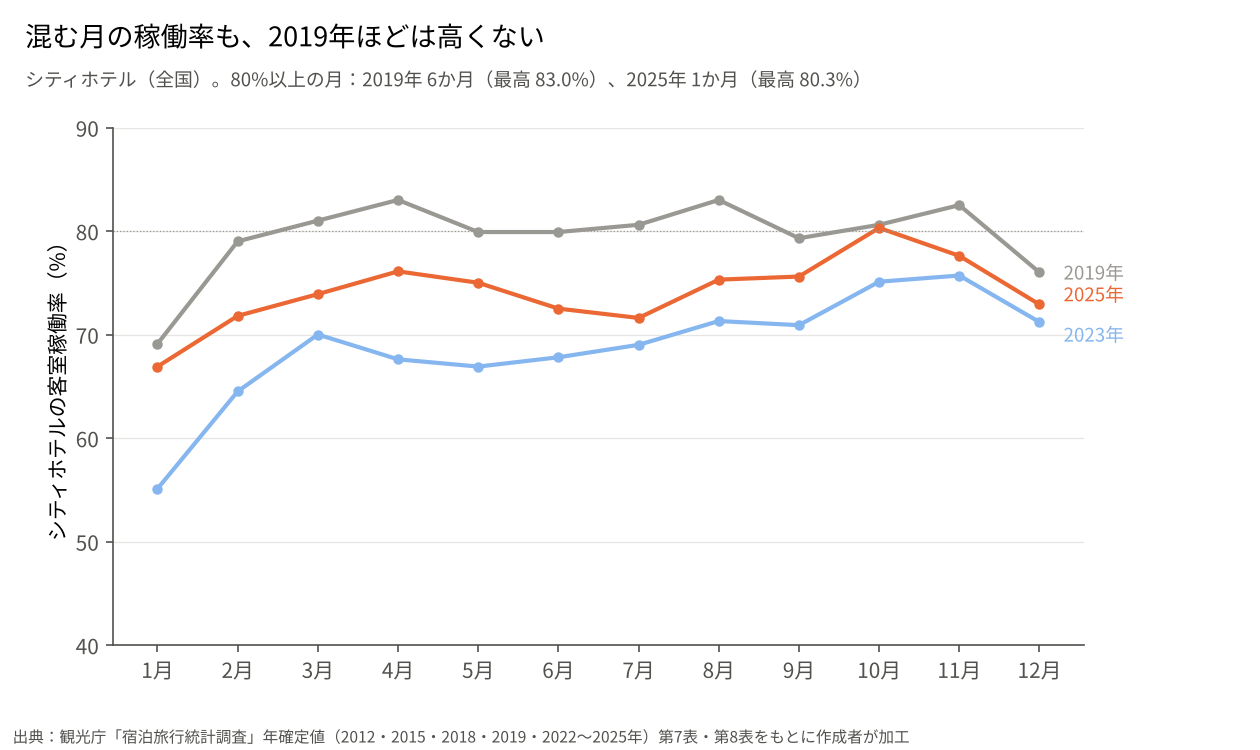 混む月の稼働率も、2019年ほどは高くない
シティホテル（全国）。80%以上の月：2019年 6か月（最高 83.0%）、2025年 1か月（最高 80.3%）
シティホテルの客室稼働率（%）
90
80
70
60
50
40
2019年
2025年
2023年
1月 2月 3月 4月 5月 6月 7月 8月 9月 10月 11月 12月
出典：観光庁「宿泊旅行統計調査」年確定値（2012・2015・2018・2019・2022〜2025年）第7表・第8表をもとに作成者が加工